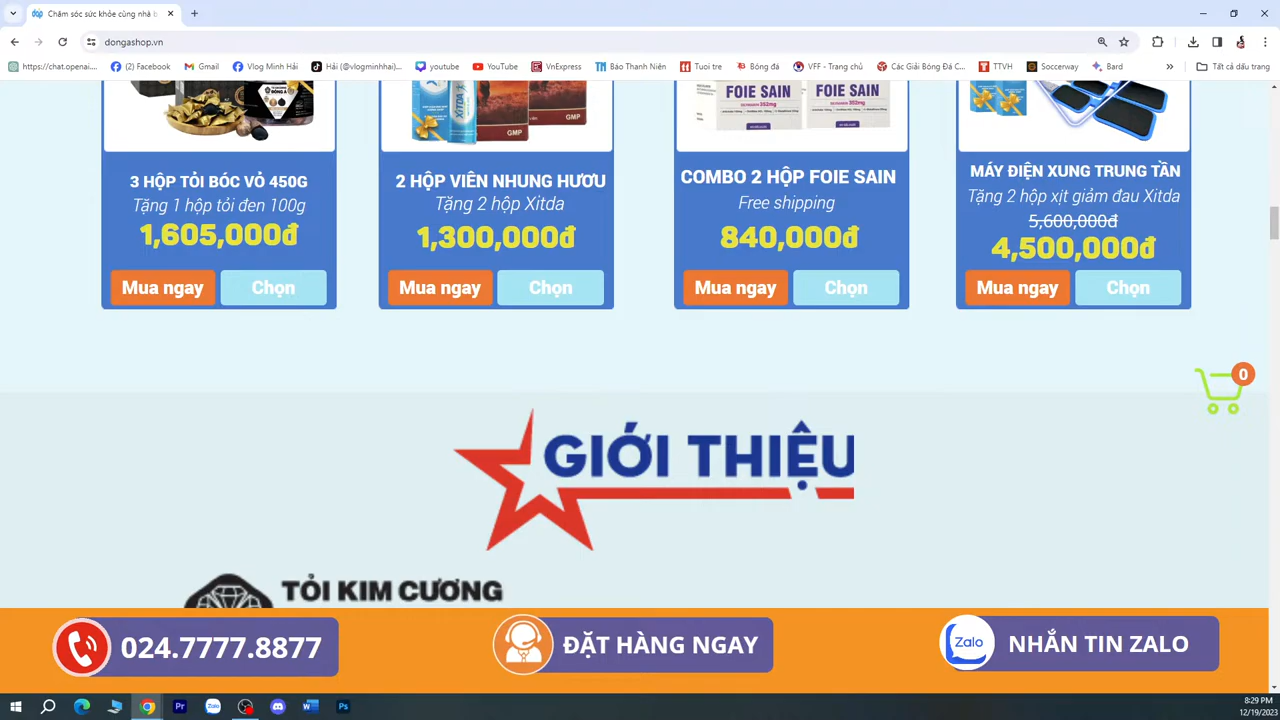 Chăm sóc sức khỏe cùng nhà b
dongashop.vn
https://chat.openai....
(2) Facebook
Gmail
Vlog Minh Hải
Hải (@vlogminhhai)...
youtube
YouTube
VnExpress
Báo Thanh Niên
Tuoi tre
Bóng đá
VFF - Trang chủ
Các Giải Bóng Đá C...
TTVH
Soccerway
Bard
Tất cả dấu trang
XITDA
GMP
GMP
FOIE SAIN
FOIE SAIN
3 HỘP TỎI BÓC VỎ 450G
Tặng 1 hộp tỏi đen 100g
1,605,000đ
Mua ngay
Chọn
2 HỘP VIÊN NHUNG HƯƠU
Tặng 2 hộp Xitda
1,300,000đ
Mua ngay
Chọn
COMBO 2 HỘP FOIE SAIN
Free shipping
840,000đ
Mua ngay
Chọn
MÁY ĐIỆN XUNG TRUNG TẦN
Tặng 2 hộp xịt giảm đau Xitda
5,600,000đ
4,500,000đ
Mua ngay
Chọn
0
GIỚI THIỆU
TỎI KIM CƯƠNG
024.7777.8877
ĐẶT HÀNG NGAY
Zalo
NHẮN TIN ZALO
8:29 PM
12/19/2023